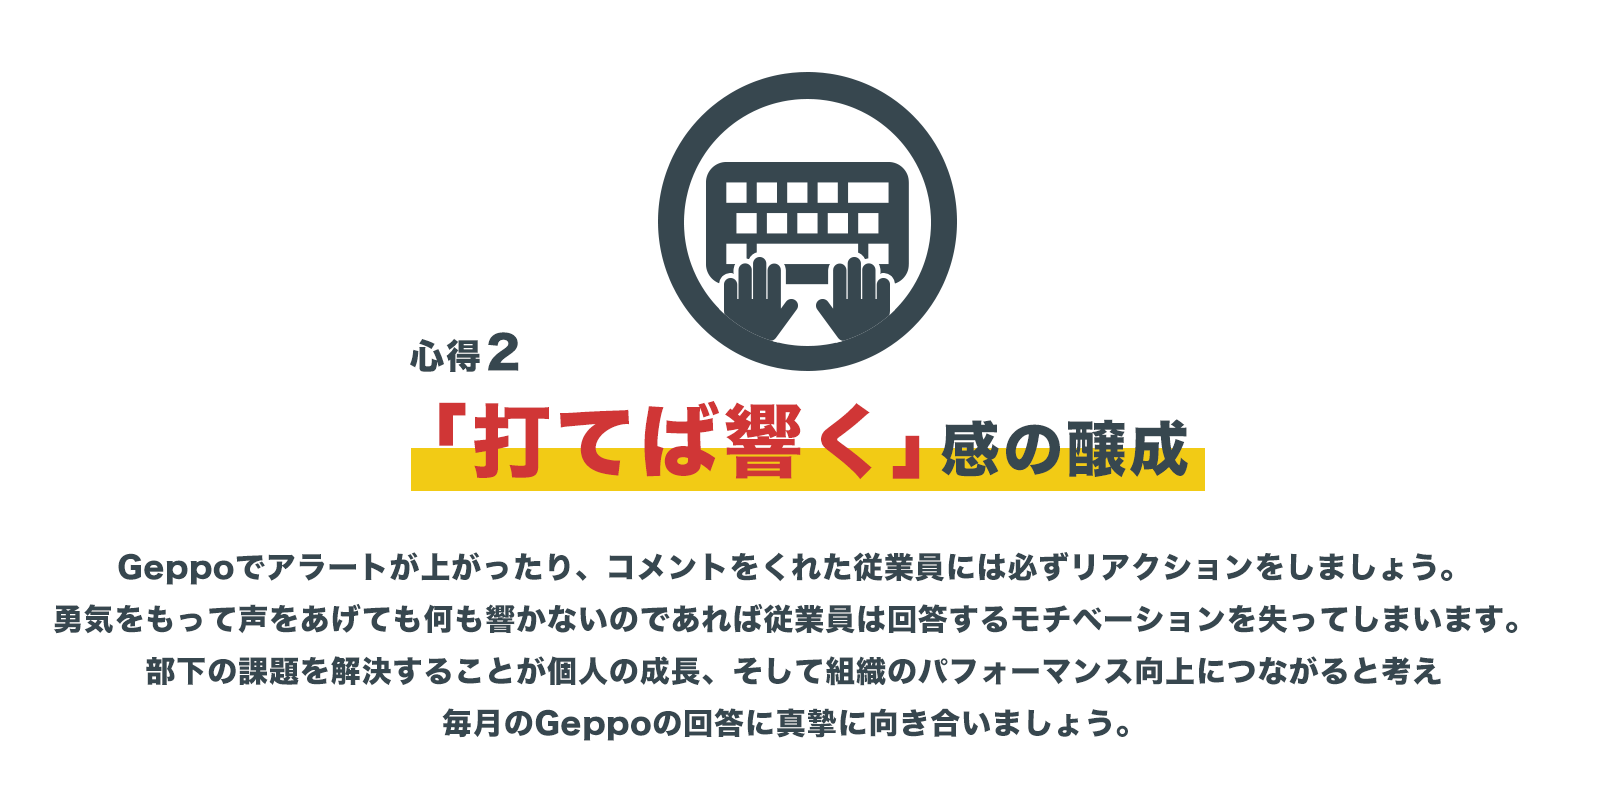 心得2
「打てば響く」感の醸成
Geppoでアラートが上がったり、コメントをくれた従業員には必ずリアクションをしましょう。
勇気をもって声をあげても何も響かないのであれば従業員は回答するモチベーションを失ってしまいます。
部下の課題を解決することが個人の成長、そして組織のパフォーマンス向上につながると考え
毎月のGeppoの回答に真摯に向き合いましょう。